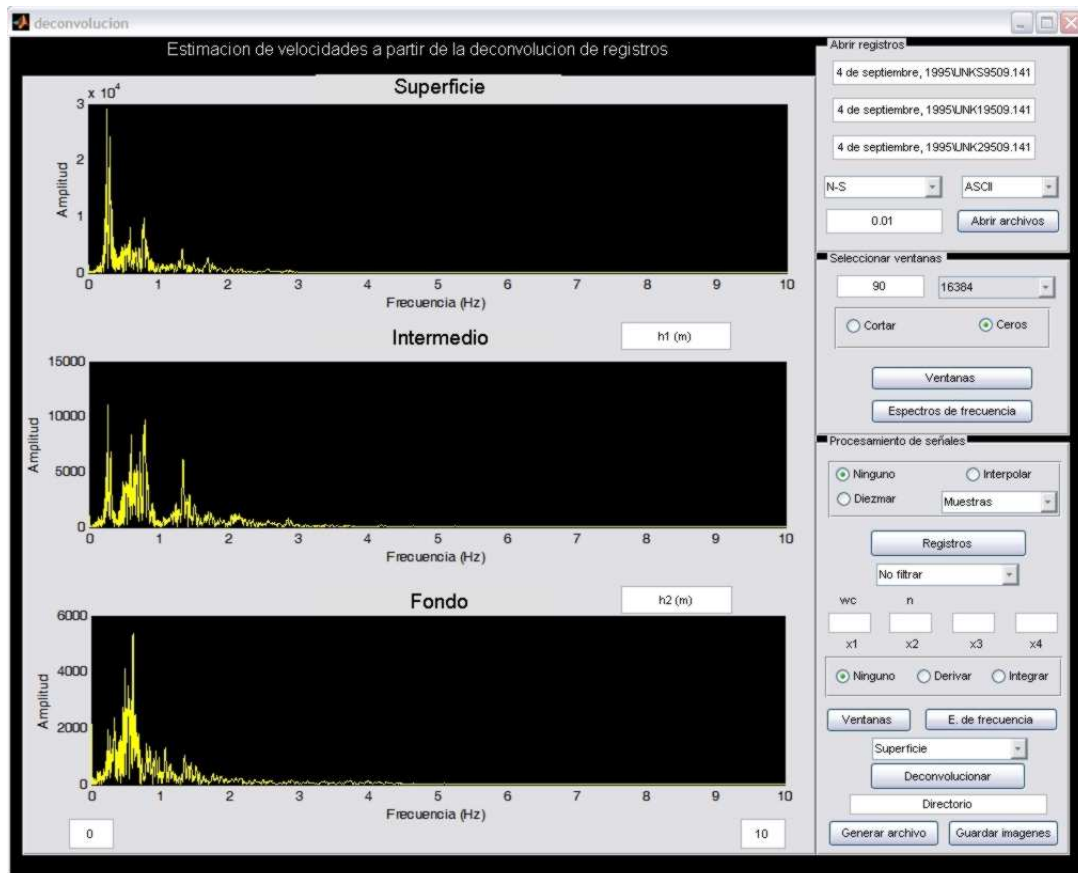 deconvolucion
Estimacion de velocidades a partir de la deconvolucion de registros
Superficie
x 10^4
3
2
1
0
Amplitud
0 1 2 3 4 5 6 7 8 9 10
Frecuencia (Hz)
Intermedio
h1 (m)
15000
10000
5000
0
Amplitud
0 1 2 3 4 5 6 7 8 9 10
Frecuencia (Hz)
Fondo
h2 (m)
6000
4000
2000
0
Amplitud
0 1 2 3 4 5 6 7 8 9 10
Frecuencia (Hz)
0 10
Abrir registros
4 de septiembre, 1995\UNKS9509.141
4 de septiembre, 1995\UNK19509.141
4 de septiembre, 1995\UNK29509.141
N-S ASCII
0.01 Abrir archivos
Seleccionar ventanas
90 16384
Cortar Ceros
Ventanas
Espectros de frecuencia
Procesamiento de señales
Ninguno Interpolar
Diezmar Muestras
Registros
No filtrar
wc n
x1 x2 x3 x4
Ninguno Derivar Integrar
Ventanas E. de frecuencia
Superficie
Deconvolucionar
Directorio
Generar archivo Guardar imagenes